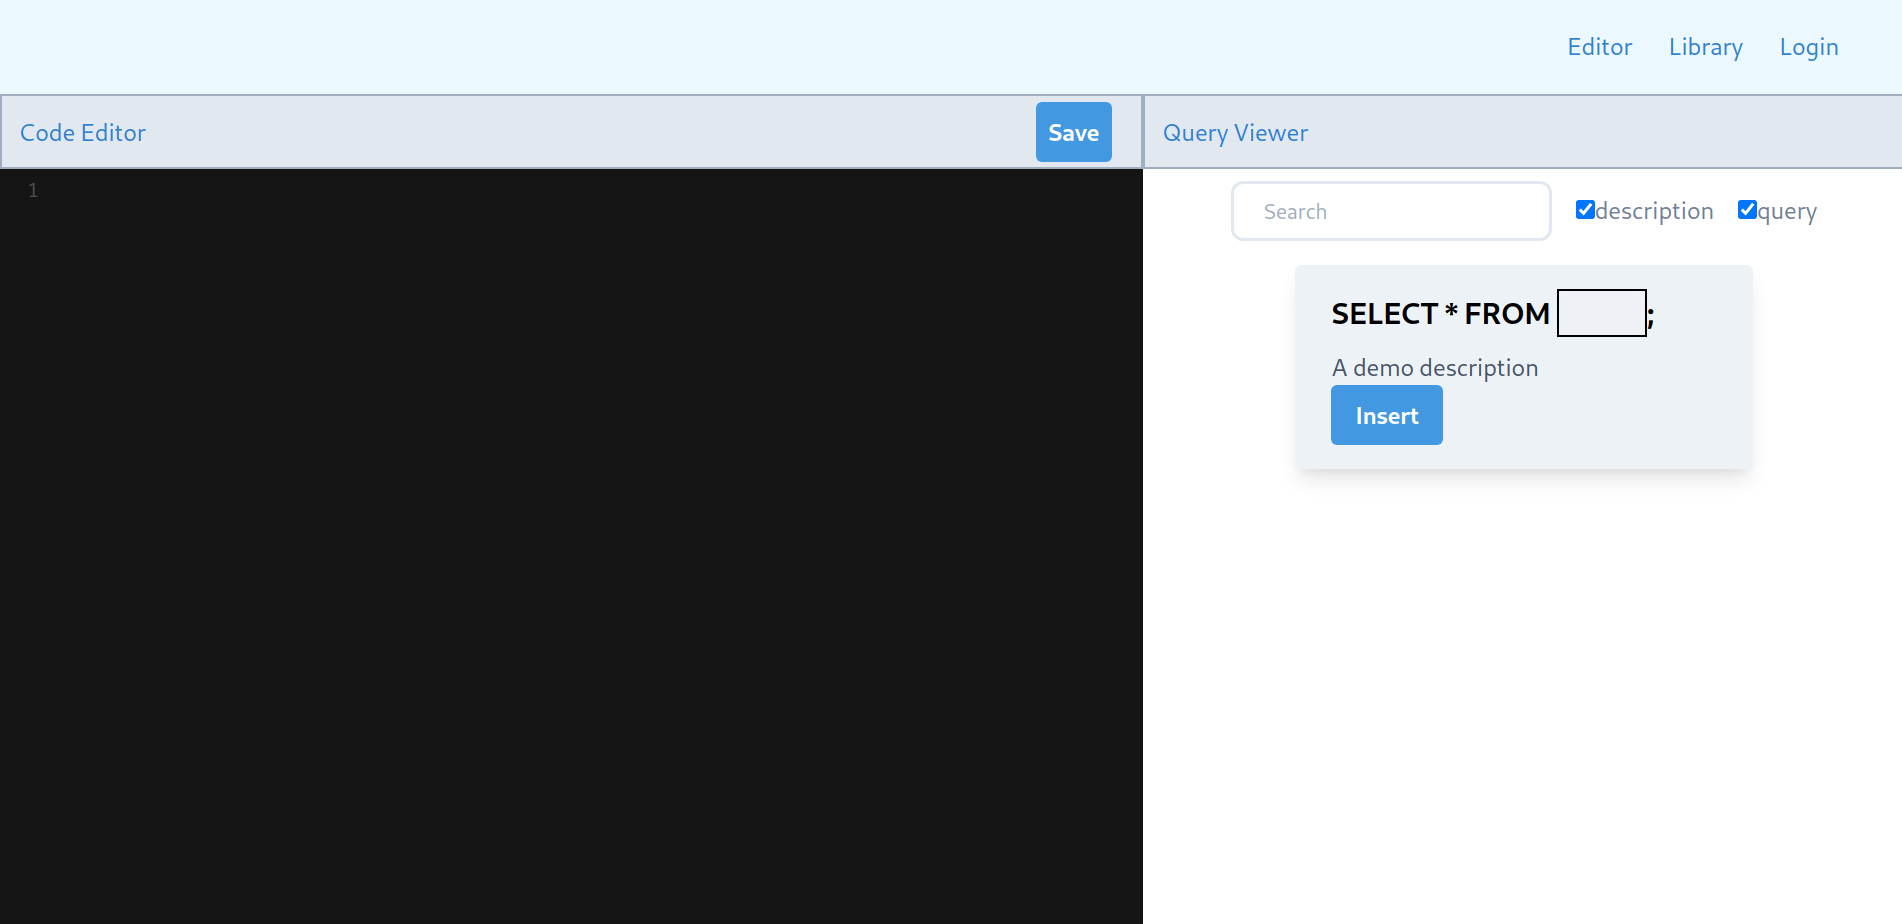 Editor Library Login
Code Editor Save
Query Viewer
1
Search description query
SELECT * FROM ;
A demo description
Insert